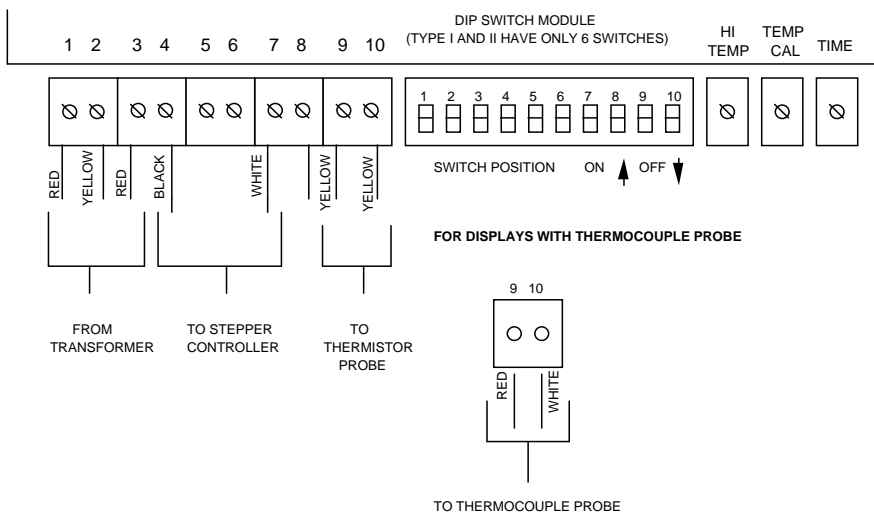 DIP SWITCH MODULE
(TYPE I AND II HAVE ONLY 6 SWITCHES)
HI
TEMP
TEMP
CAL
TIME
1 2 3 4 5 6 7 8 9 10
1 2 3 4 5 6 7 8 9 10
SWITCH POSITION ON OFF
RED
YELLOW
RED
BLACK
WHITE
YELLOW
YELLOW
FOR DISPLAYS WITH THERMOCOUPLE PROBE
FROM
TRANSFORMER
TO STEPPER
CONTROLLER
TO
THERMISTOR
PROBE
9 10
RED
WHITE
TO THERMOCOUPLE PROBE